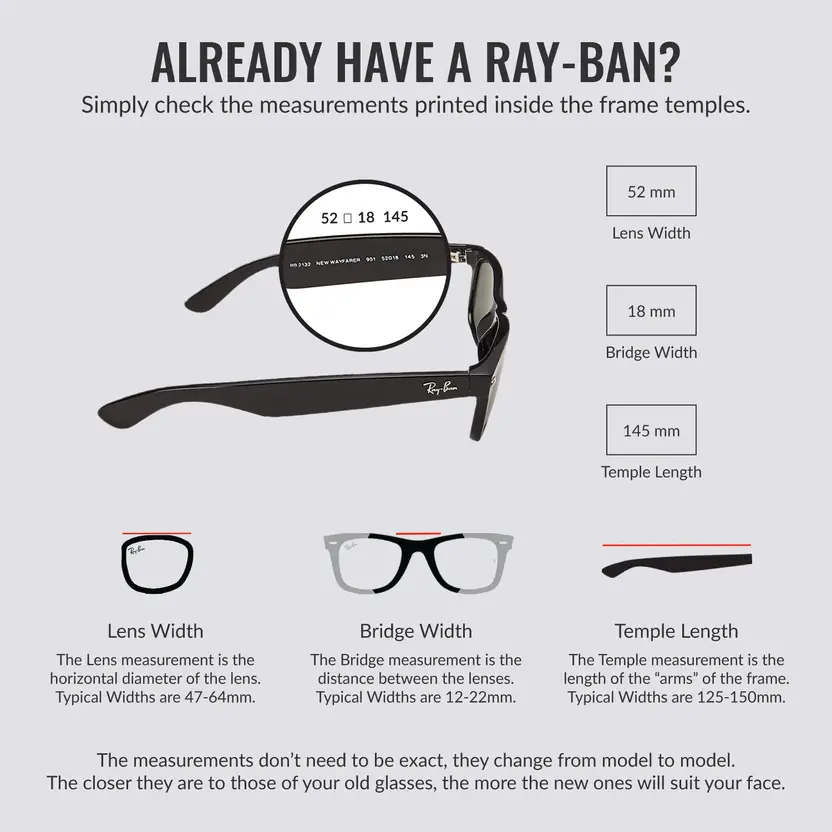 ALREADY HAVE A RAY-BAN?
Simply check the measurements printed inside the frame temples.
52 □ 18 145
RB 2132 NEW WAYFARER 901 52□18 145 3N
Ray-Ban
52 mm
Lens Width
18 mm
Bridge Width
145 mm
Temple Length
Ray-Ban
Lens Width
The Lens measurement is the
horizontal diameter of the lens.
Typical Widths are 47-64mm.
Ray-Ban
Bridge Width
The Bridge measurement is the
distance between the lenses.
Typical Widths are 12-22mm.
Temple Length
The Temple measurement is the
length of the “arms” of the frame.
Typical Widths are 125-150mm.
The measurements don’t need to be exact, they change from model to model.
The closer they are to those of your old glasses, the more the new ones will suit your face.